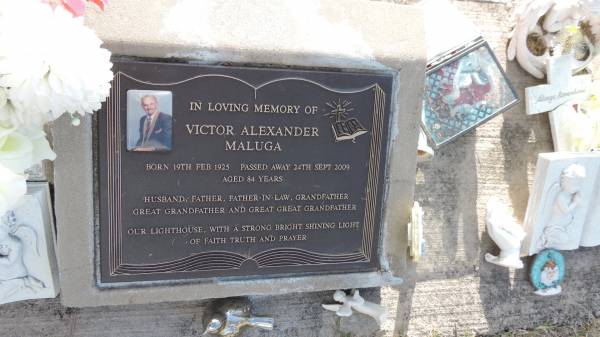 IN LOVING MEMORY OF
VICTOR ALEXANDER
MALUGA
BORN 19TH FEB 1925 PASSED AWAY 24TH SEPT 2009
AGED 84 YEARS
HUSBAND, FATHER, FATHER-IN-LAW, GRANDFATHER
GREAT GRANDFATHER AND GREAT GREAT GRANDFATHER
OUR LIGHTHOUSE, WITH A STRONG BRIGHT SHINING LIGHT
OF FAITH TRUTH AND PRAYER